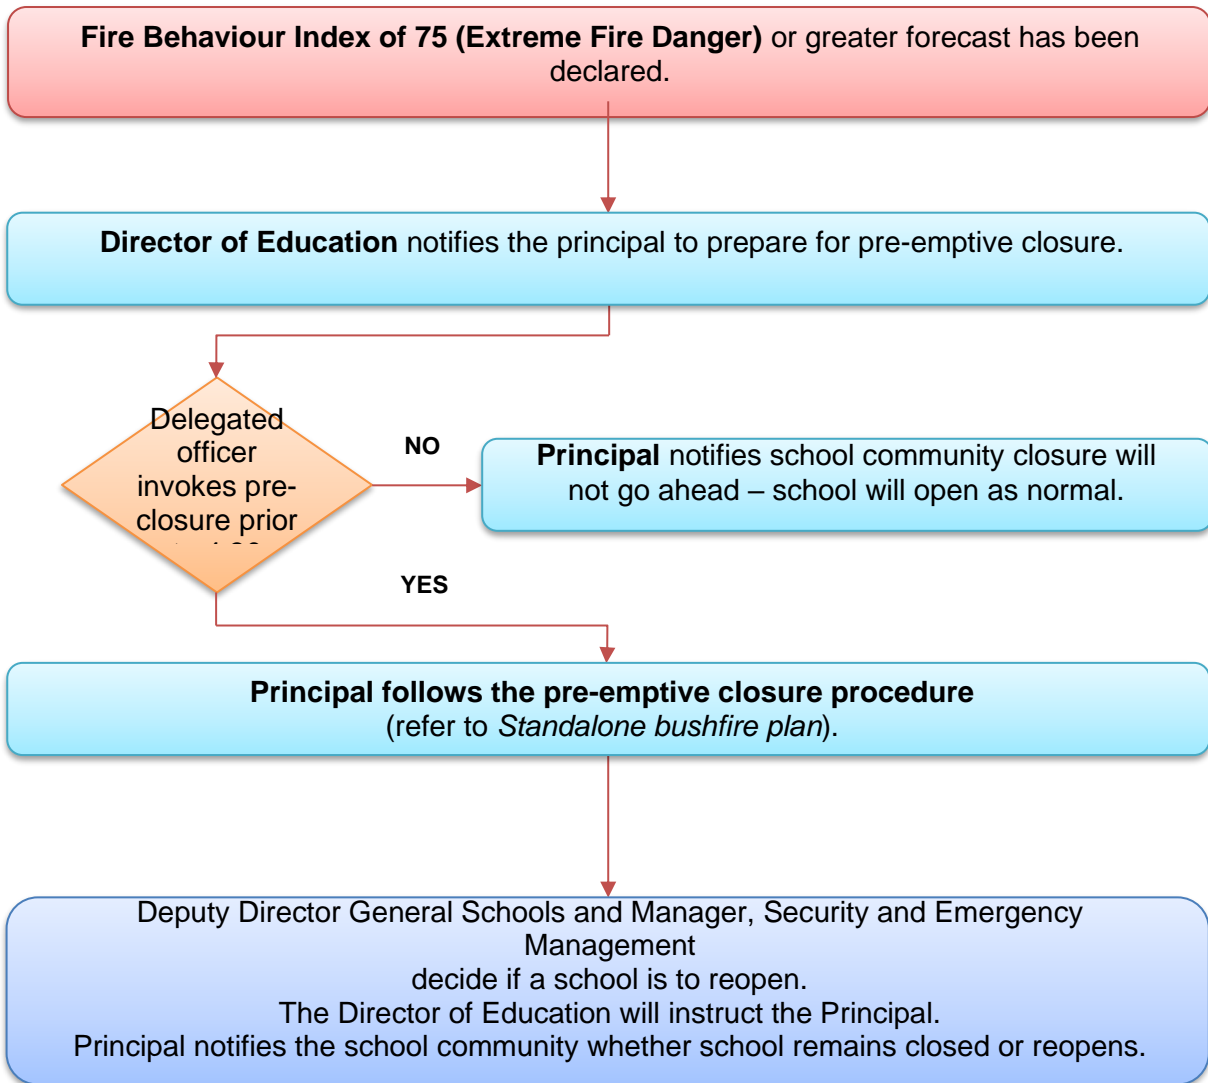 Fire Behaviour Index of 75 (Extreme Fire Danger) or greater forecast has been
declared.
Director of Education notifies the principal to prepare for pre-emptive closure.
Delegated
officer
invokes pre-
closure prior
NO
Principal notifies school community closure will
not go ahead – school will open as normal.
YES
Principal follows the pre-emptive closure procedure
(refer to Standalone bushfire plan).
Deputy Director General Schools and Manager, Security and Emergency
Management
decide if a school is to reopen.
The Director of Education will instruct the Principal.
Principal notifies the school community whether school remains closed or reopens.